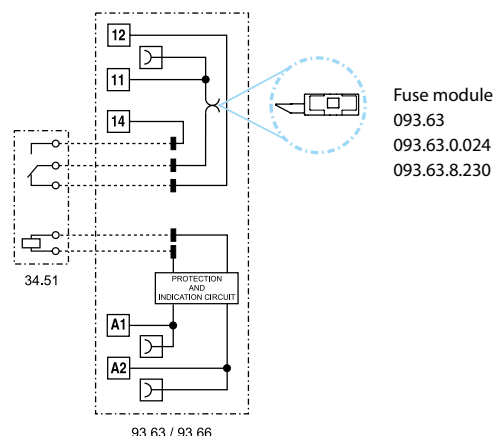 12
11
14
Fuse module
093.63
093.63.0.024
093.63.8.230
34.51
PROTECTION
AND
INDICATION CIRCUIT
A1
A2
93.63 / 93.66